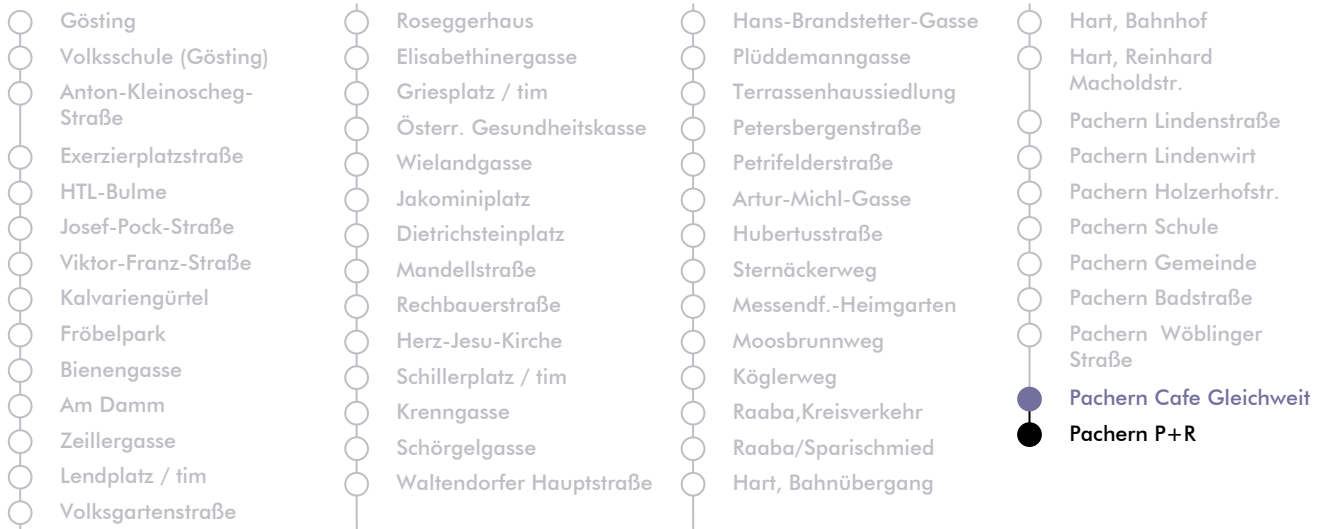 Gösting
Volksschule (Gösting)
Anton-Kleinoscheg-
Straße
Exerzierplatzstraße
HTL-Bulme
Josef-Pock-Straße
Viktor-Franz-Straße
Kalvariengürtel
Fröbelpark
Bienengasse
Am Damm
Zeillergasse
Lendplatz / tim
Volksgartenstraße
Roseggerhaus
Elisabethinergasse
Griesplatz / tim
Österr. Gesundheitskasse
Wielandgasse
Jakominiplatz
Dietrichsteinplatz
Mandellstraße
Rechbauerstraße
Herz-Jesu-Kirche
Schillerplatz / tim
Krenngasse
Schörgelgasse
Waltendorfer Hauptstraße
Hans-Brandstetter-Gasse
Plüddemanngasse
Terrassenhaussiedlung
Petersbergenstraße
Petrifelderstraße
Artur-Michl-Gasse
Hubertusstraße
Sternäckerweg
Messendf.-Heimgarten
Moosbrunnweg
Köglerweg
Raaba,Kreisverkehr
Raaba/Sparischmied
Hart, Bahnübergang
Hart, Bahnhof
Hart, Reinhard
Macholdstr.
Pachern Lindenstraße
Pachern Lindenwirt
Pachern Holzerhofstr.
Pachern Schule
Pachern Gemeinde
Pachern Badstraße
Pachern  Wöblinger
Straße
Pachern Cafe Gleichweit
Pachern P+R